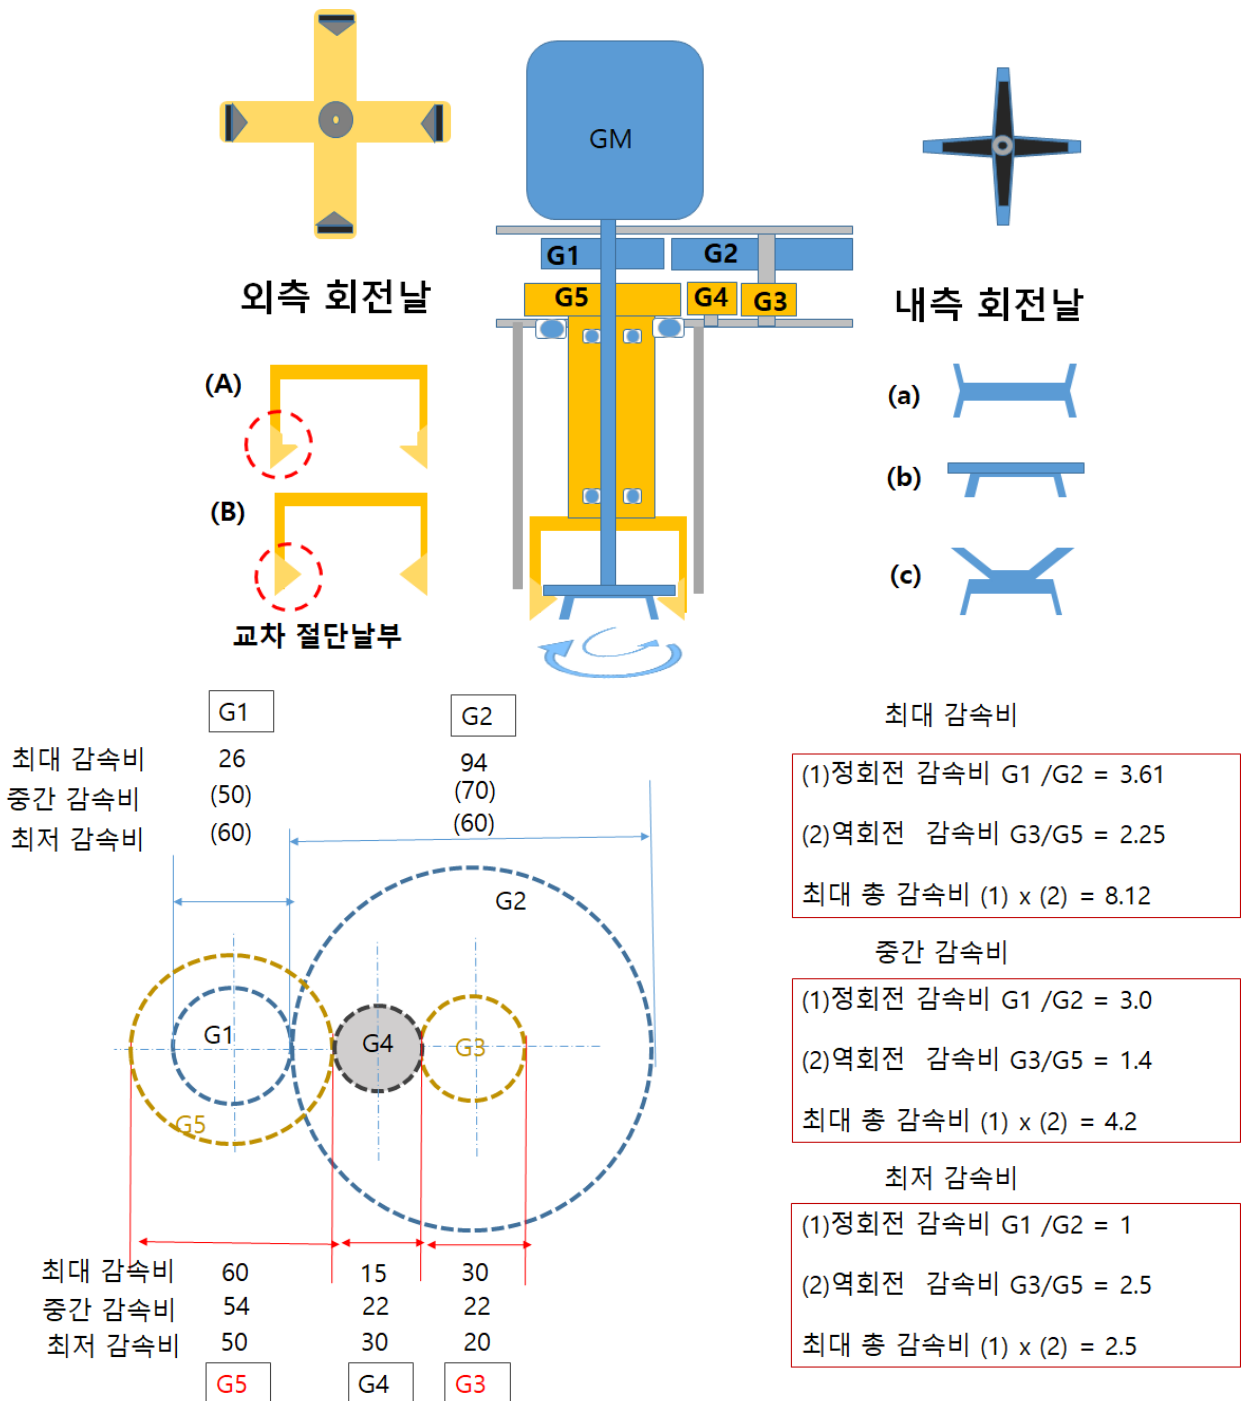 GM
G1
G2
G5
G4
G3
외측 회전날
내측 회전날
(A)
(B)
교차 절단날부
(a)
(b)
(c)
G1
G2
최대 감속비
26
94
중간 감속비
(50)
(70)
최저 감속비
(60)
(60)
G2
G1
G4
G3
G5
최대 감속비
60
15
30
중간 감속비
54
22
22
최저 감속비
50
30
20
G5
G4
G3
최대 감속비
(1)정회전 감속비 G1 /G2 = 3.61
(2)역회전 감속비 G3/G5 = 2.25
최대 총 감속비 (1) x (2) = 8.12
중간 감속비
(1)정회전 감속비 G1 /G2 = 3.0
(2)역회전 감속비 G3/G5 = 1.4
최대 총 감속비 (1) x (2) = 4.2
최저 감속비
(1)정회전 감속비 G1 /G2 = 1
(2)역회전 감속비 G3/G5 = 2.5
최대 총 감속비 (1) x (2) = 2.5